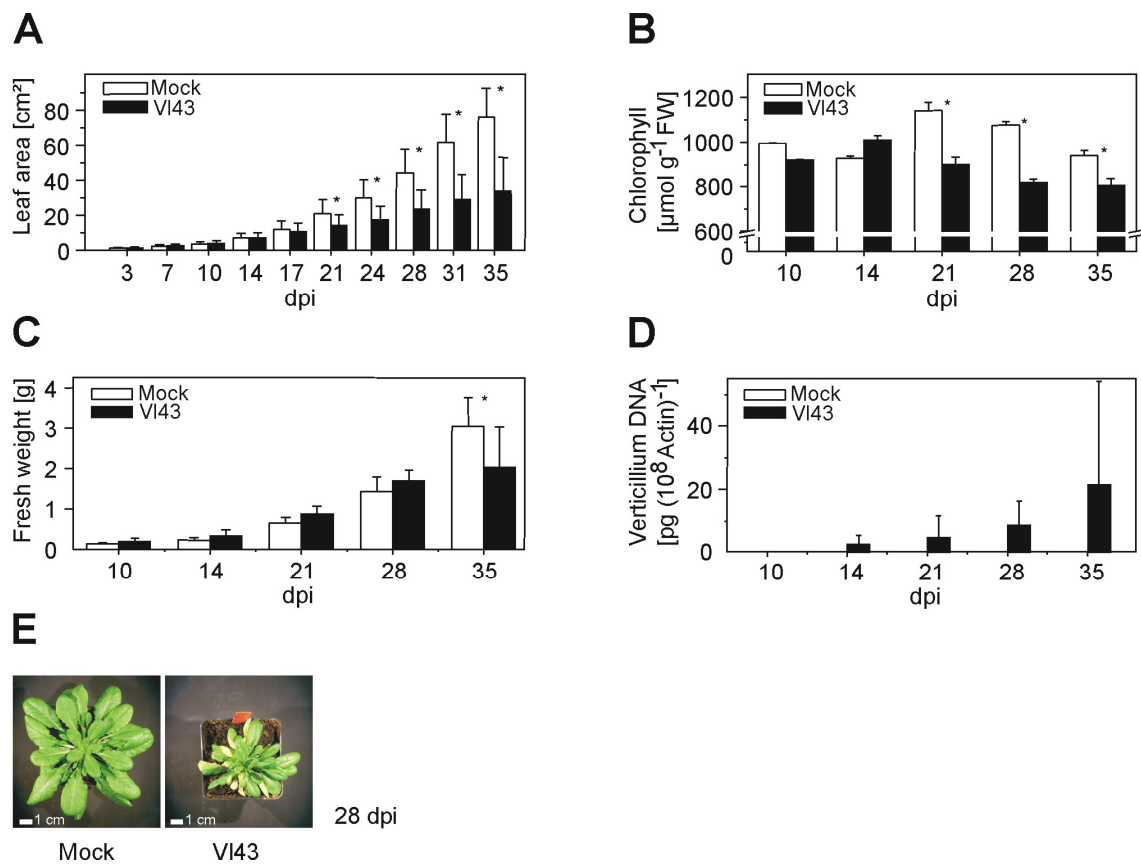 A
Leaf area [cm²]
80
60
40
20
0
Mock
Vl43
* * * * *
3 7 10 14 17 21 24 28 31 35
dpi
B
Chlorophyll
[µmol g⁻¹ FW]
1200
1000
800
600
0
Mock
Vl43
* * *
10 14 21 28 35
dpi
C
Fresh weight [g]
4
3
2
1
0
Mock
Vl43
*
10 14 21 28 35
dpi
D
Verticillium DNA
[pg (10⁸ Actin)⁻¹]
40
20
0
Mock
Vl43
10 14 21 28 35
dpi
E
1 cm
1 cm
28 dpi
Mock
Vl43